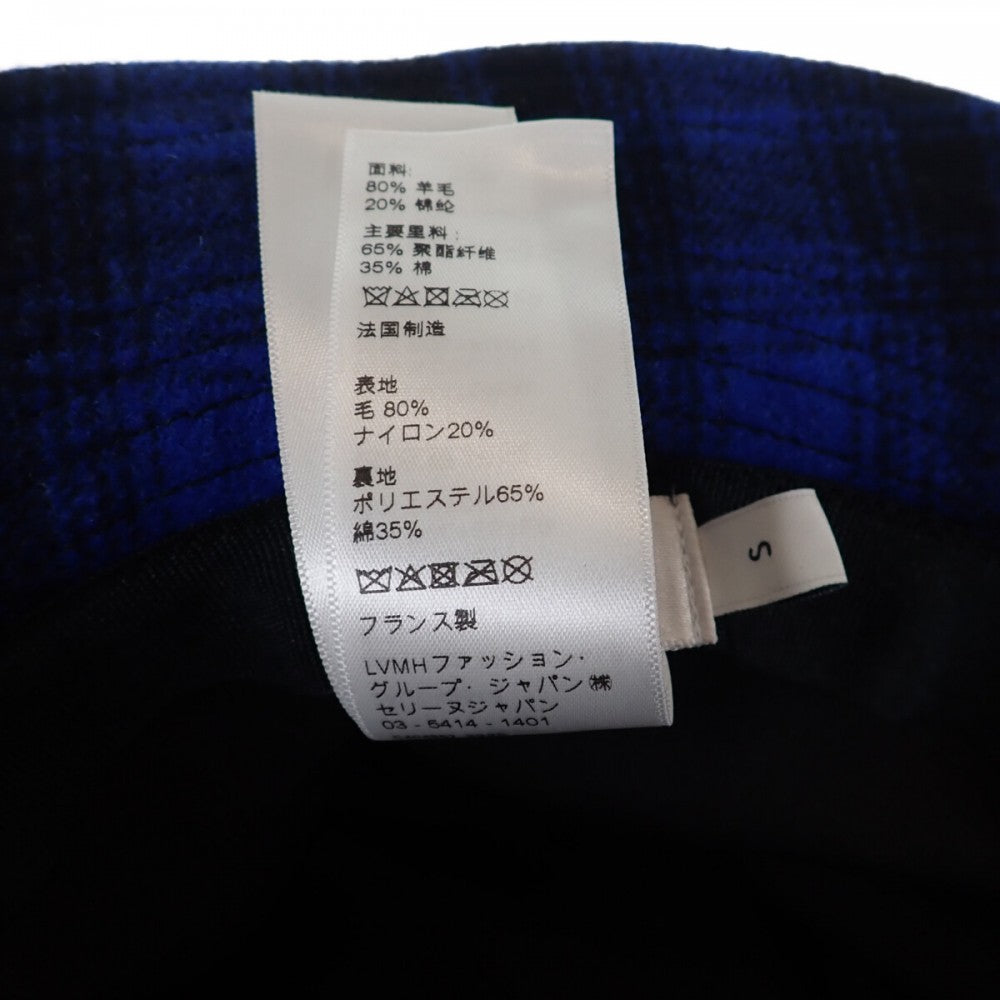 面料:
80% 羊毛
20% 锦纶
主要里料:
65% 聚酯纤维
35% 棉
法国制造
表地
毛 80%
ナイロン20%
裏地
ポリエステル65%
綿35%
フランス製
LVMHファッション・
グループ・ジャパン㈱
セリーヌジャパン
03-5414-1401
S